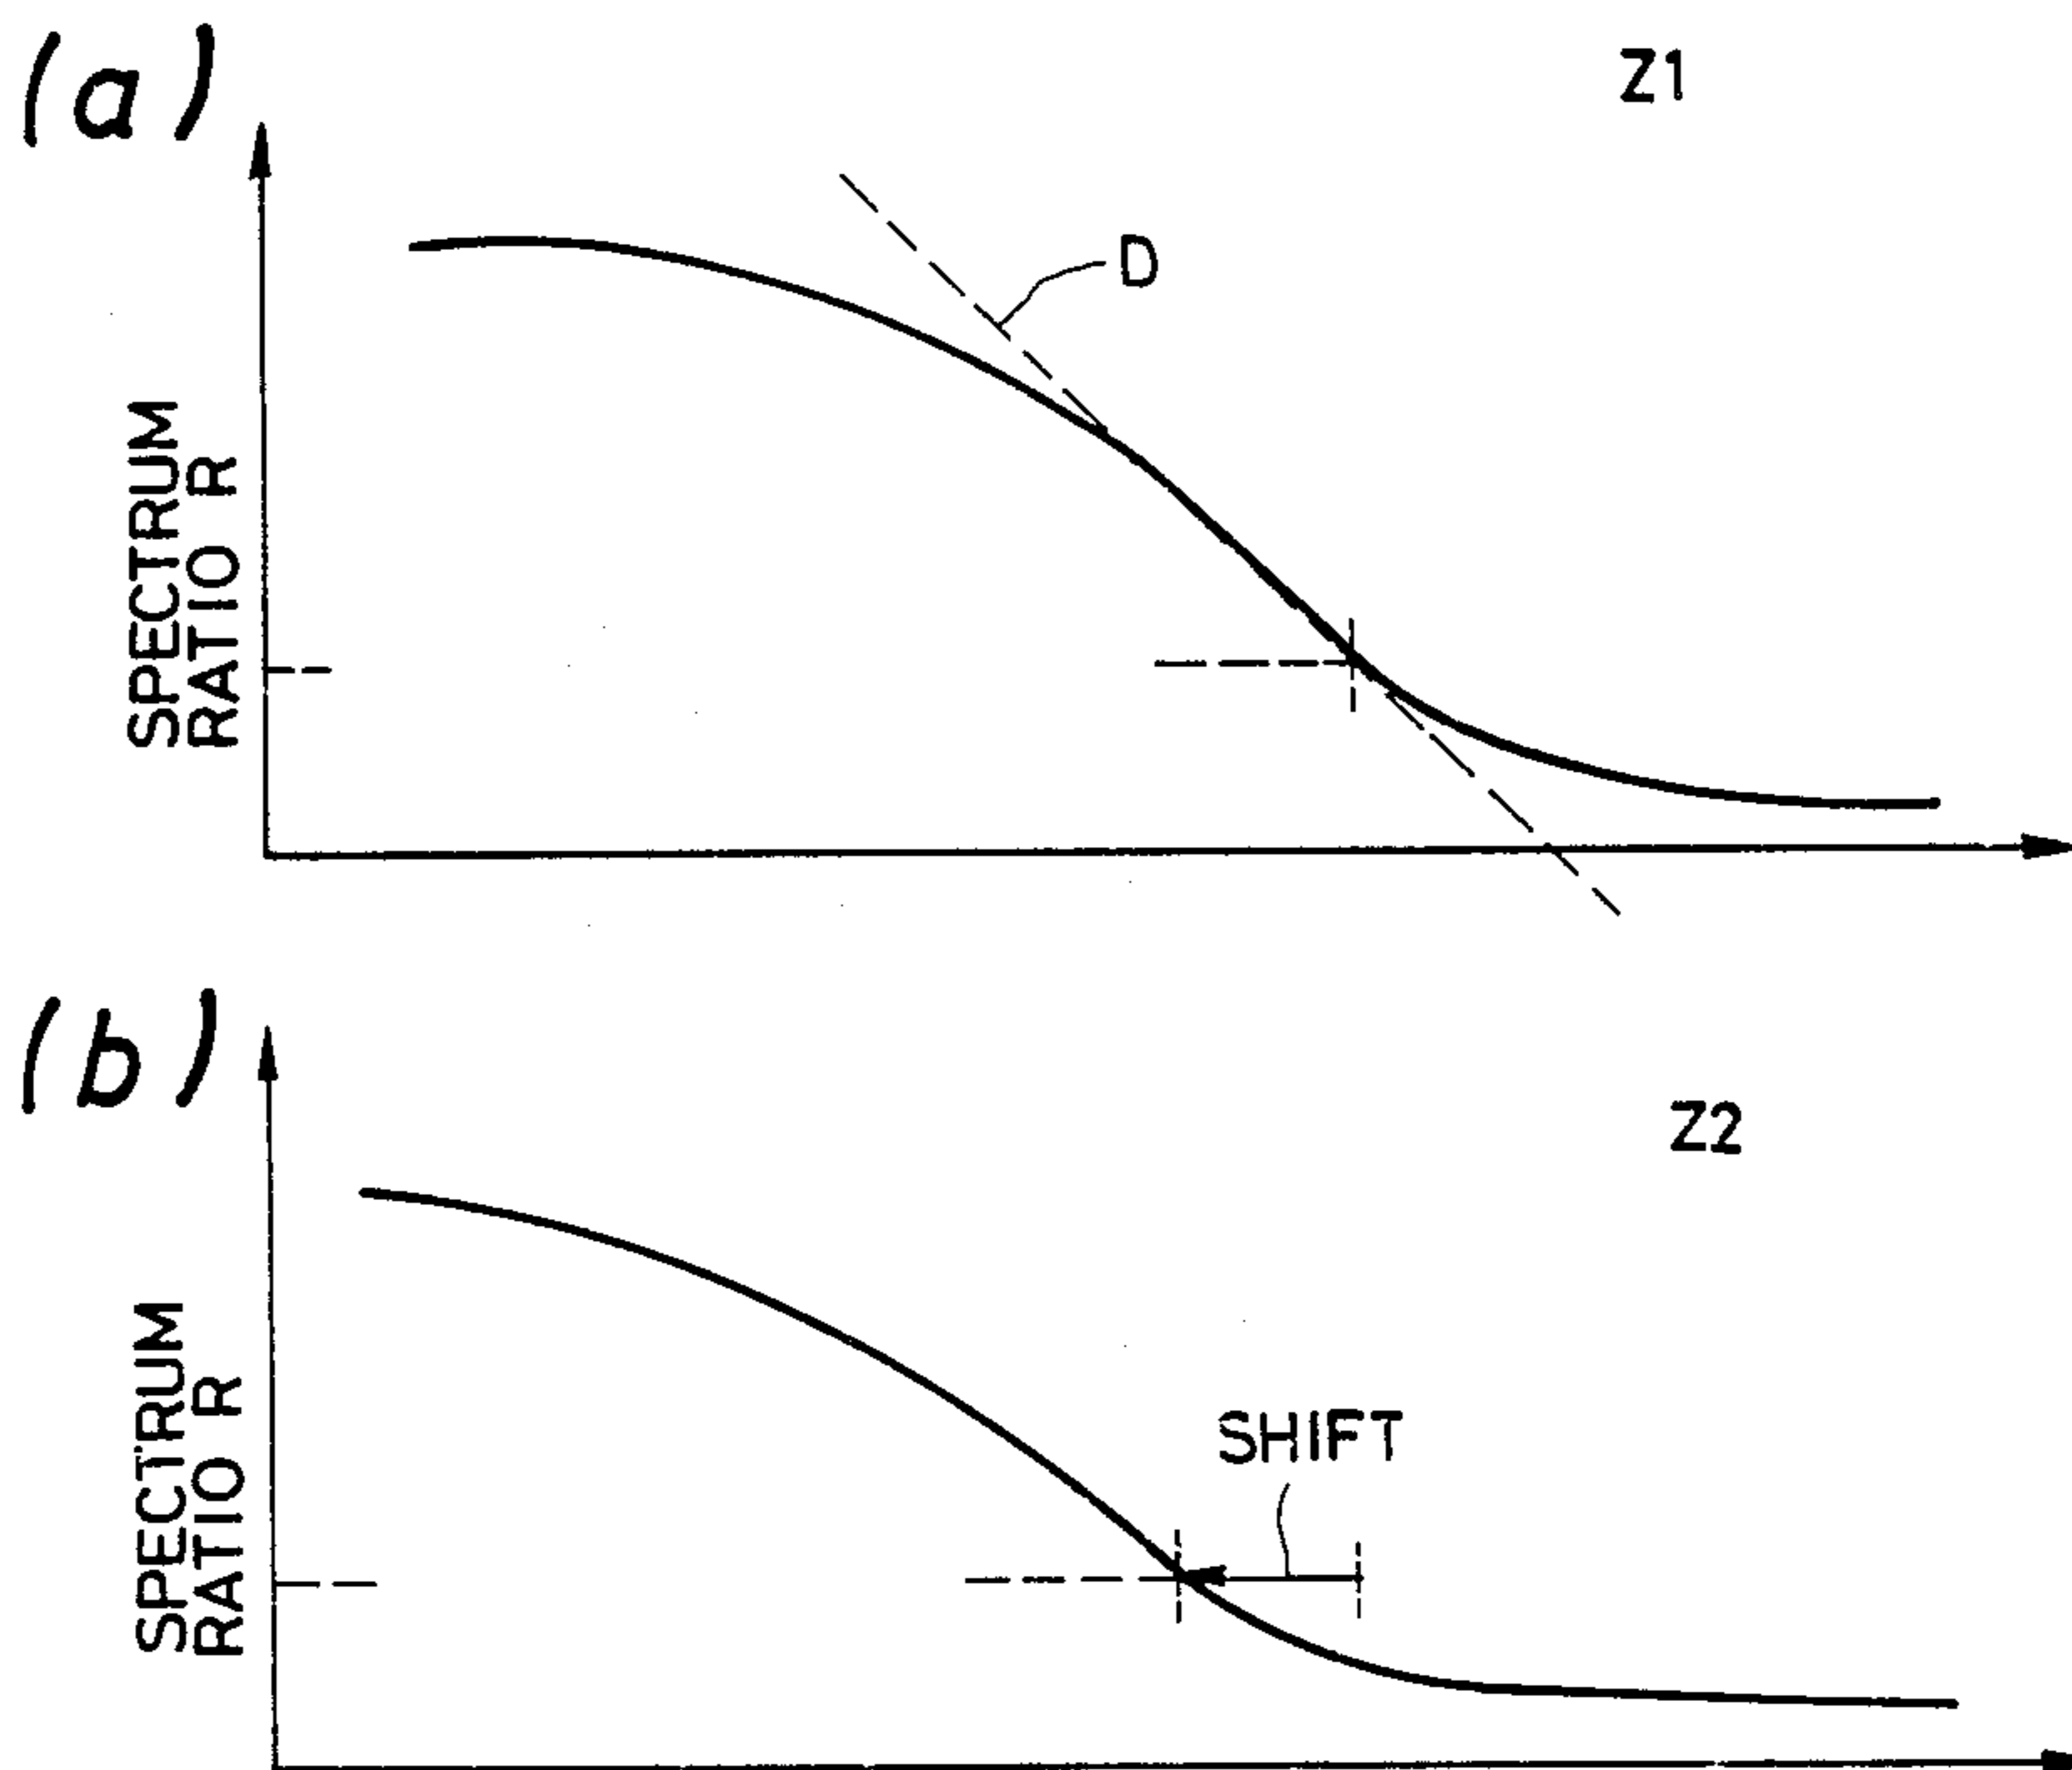 (a)
Z1
D
SPECTRUM
RATIO R
(b)
Z2
SHIFT
SPECTRUM
RATIO R